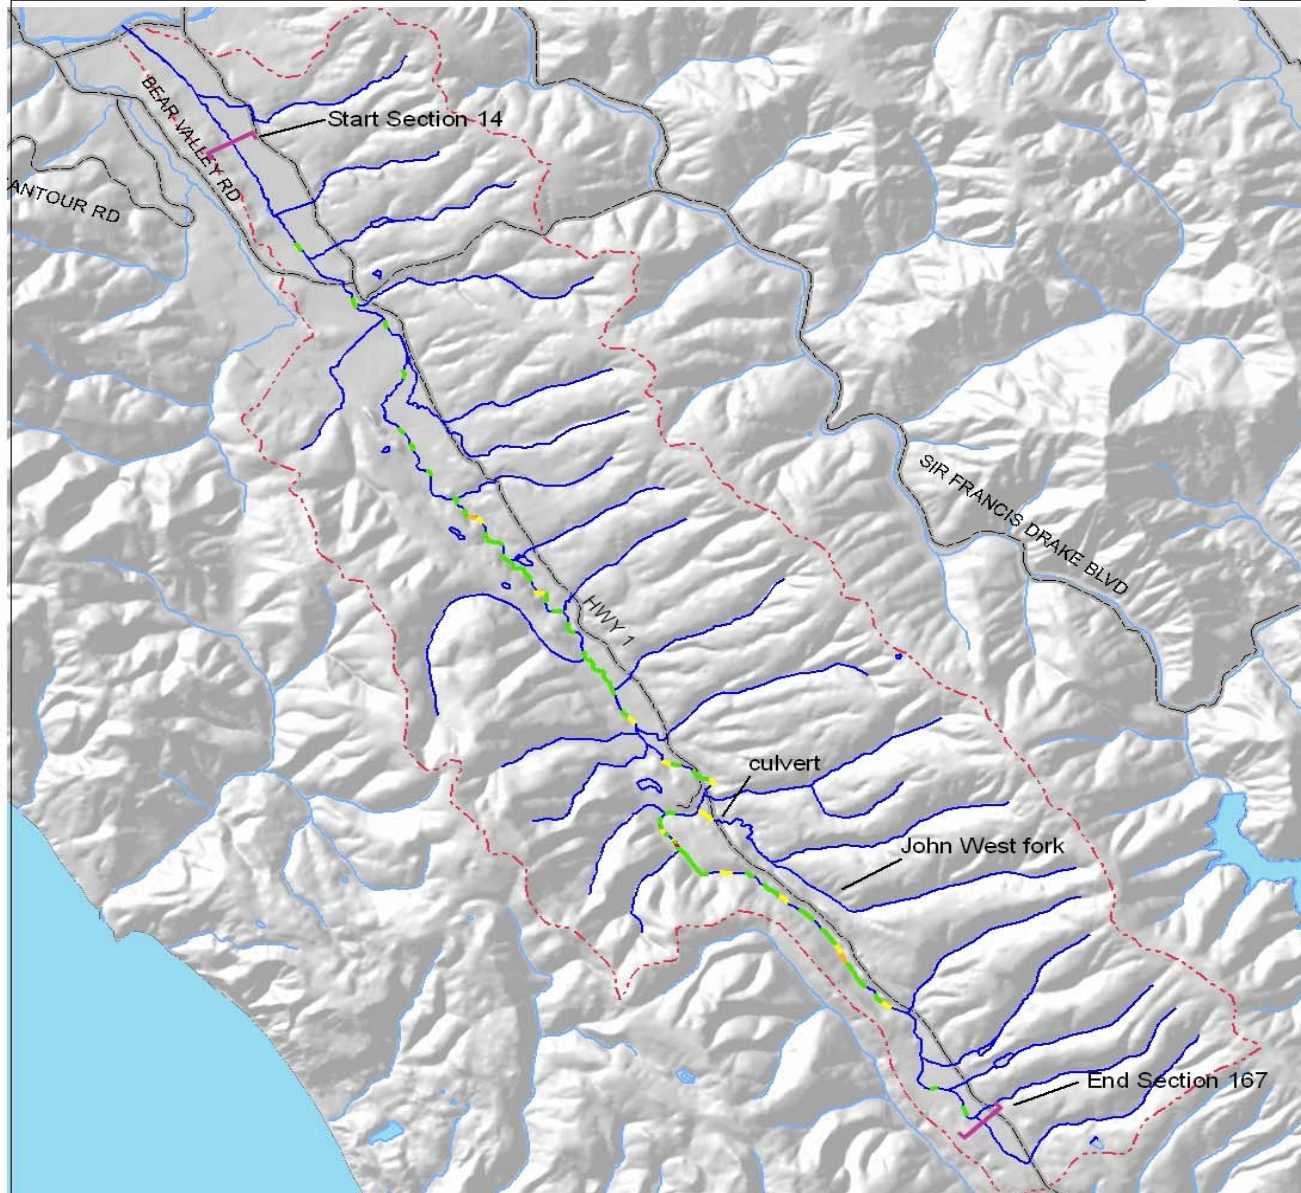 Start Section 14
BEAR VALLEY RD
ANTOUR RD
SIR FRANCIS DRAKE BLVD
HWY 1
culvert
John West fork
End Section 167